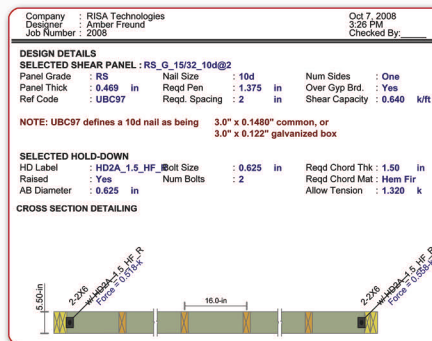 Company : RISA Technologies Oct 7, 2008
Designer : Amber Freund 3:26 PM
Job Number : 2008 Checked By:_____
DESIGN DETAILS
SELECTED SHEAR PANEL : RS_G_15/32_10d@2
Panel Grade : RS Nail Size : 10d Num Sides : One
Panel Thick : 0.469 in Reqd Pen : 1.375 in Over Gyp Brd. : Yes
Ref Code : UBC97 Reqd. Spacing : 2 in Shear Capacity : 0.640 k/ft
NOTE: UBC97 defines a 10d nail as being 3.0" x 0.1480" common, or
3.0" x 0.122" galvanized box
SELECTED HOLD-DOWN
HD Label : HD2A_1.5_HF_R Bolt Size : 0.625 in Reqd Chord Thk : 1.50 in
Raised : Yes Num Bolts : 2 Reqd Chord Mat : Hem Fir
AB Diameter : 0.625 in Allow Tension : 1.320 k
CROSS SECTION DETAILING
5.50-in
2-2X6
w/ HD2A_1.5_HF_R
Force = 0.518-k
16.0-in
2-2X6
w/ HD2A_1.5_HF_R
Force = 0.558-k